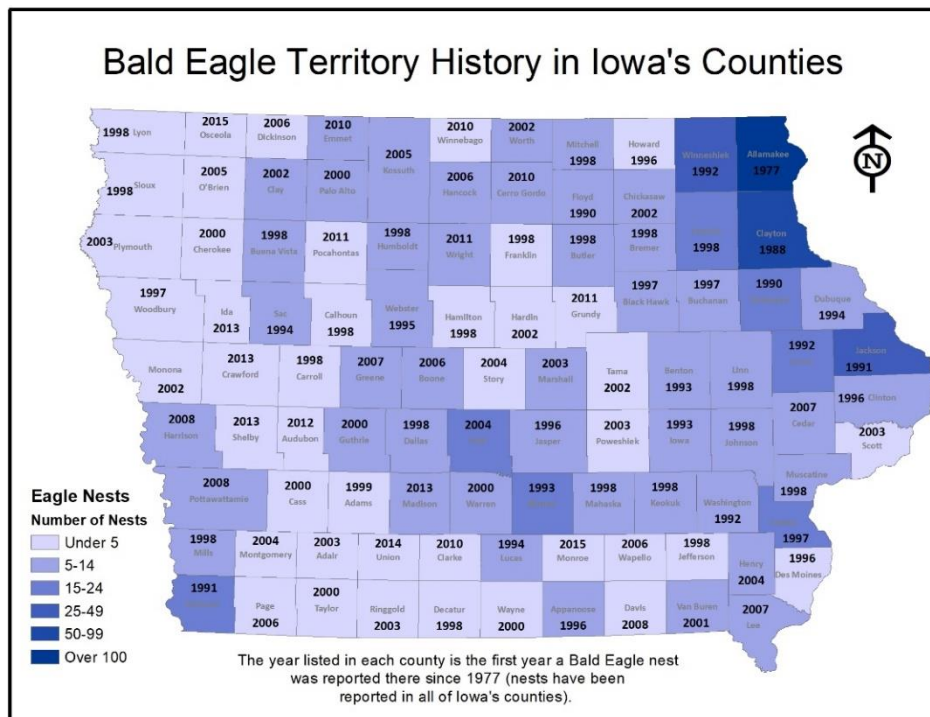 Bald Eagle Territory History in Iowa's Counties
N
1998 Lyon
2015 Osceola
2006 Dickinson
2010 Emmet
2005 Kossuth
2010 Winnebago
2002 Worth
Mitchell 1998
Howard 1996
Winneshiek 1992
Allamakee 1977
1998 Sioux
2005 O'Brien
2002 Clay
2000 Palo Alto
2006 Hancock
2010 Cerro Gordo
Floyd 1990
Chickasaw 2002
2003 Plymouth
2000 Cherokee
1998 Buena Vista
2011 Pocahontas
1998 Humboldt
2011 Wright
1998 Franklin
1998 Butler
1998 Bremer
1998
Clayton 1988
1997 Woodbury
Ida 2013
Sac 1994
Calhoun 1998
Webster 1995
Hamilton 1998
Hardin 2002
2011 Grundy
1997 Black Hawk
1997 Buchanan
1990
Dubuque 1994
Monona 2002
2013 Crawford
1998 Carroll
2007 Greene
2006 Boone
2004 Story
2003 Marshall
Tama 2002
Benton 1993
Linn 1998
1992
Jackson 1991
1996 Clinton
2008 Harrison
2013 Shelby
2012 Audubon
2000 Guthrie
1998 Dallas
2004
1996 Jasper
2003 Poweshiek
1993 Iowa
1998 Johnson
2007 Cedar
2003 Scott
Muscatine 1998
2008 Pottawattamie
2000 Cass
1999 Adams
2013 Madison
2000 Warren
1993
1998 Mahaska
1998 Keokuk
Washington 1992
1997
1998 Mills
2004 Montgomery
2003 Adair
2014 Union
2010 Clarke
1994 Lucas
2015 Monroe
2006 Wapello
1998 Jefferson
Henry 2004
1996 Des Moines
1991
Page 2006
2000 Taylor
Ringgold 2003
Decatur 1998
Wayne 2000
Appanoose 1996
Davis 2008
Van Buren 2001
2007 Lee
Eagle Nests
Number of Nests
Under 5
5-14
15-24
25-49
50-99
Over 100
The year listed in each county is the first year a Bald Eagle nest
was reported there since 1977 (nests have been
reported in all of Iowa's counties).